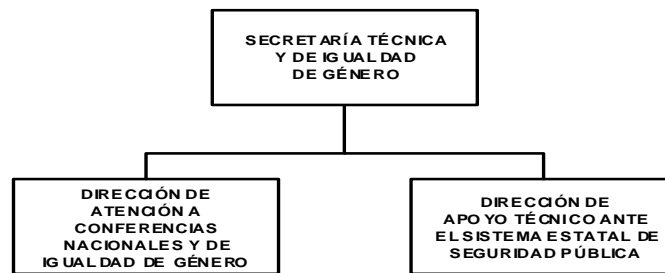 SECRETARÍA TÉCNICA
Y DE IGUALDAD
DE GÉNERO
DIRECCIÓN DE
ATENCIÓN A
CONFERENCIAS
NACIONALES Y DE
IGUALDAD DE GÉNERO
DIRECCIÓN DE
APOYO TÉCNICO ANTE
EL SISTEMA ESTATAL DE
SEGURIDAD PÚBLICA